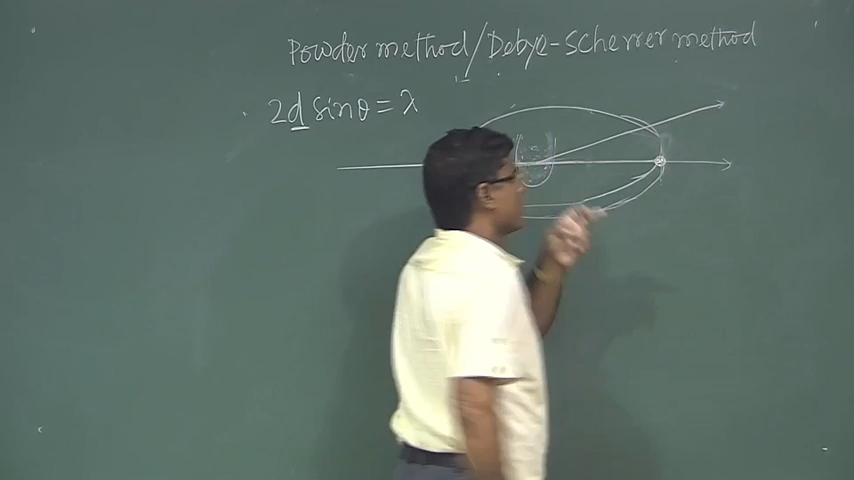 Powder method/Debye-Scherrer method
2d sinθ = λ